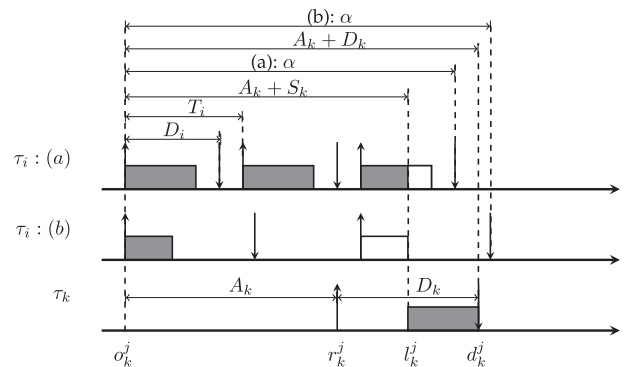 (b): α
A_k + D_k
(a): α
A_k + S_k
T_i
D_i
τ_i : (a)
τ_i : (b)
τ_k A_k D_k
o_k^j r_k^j l_k^j d_k^j